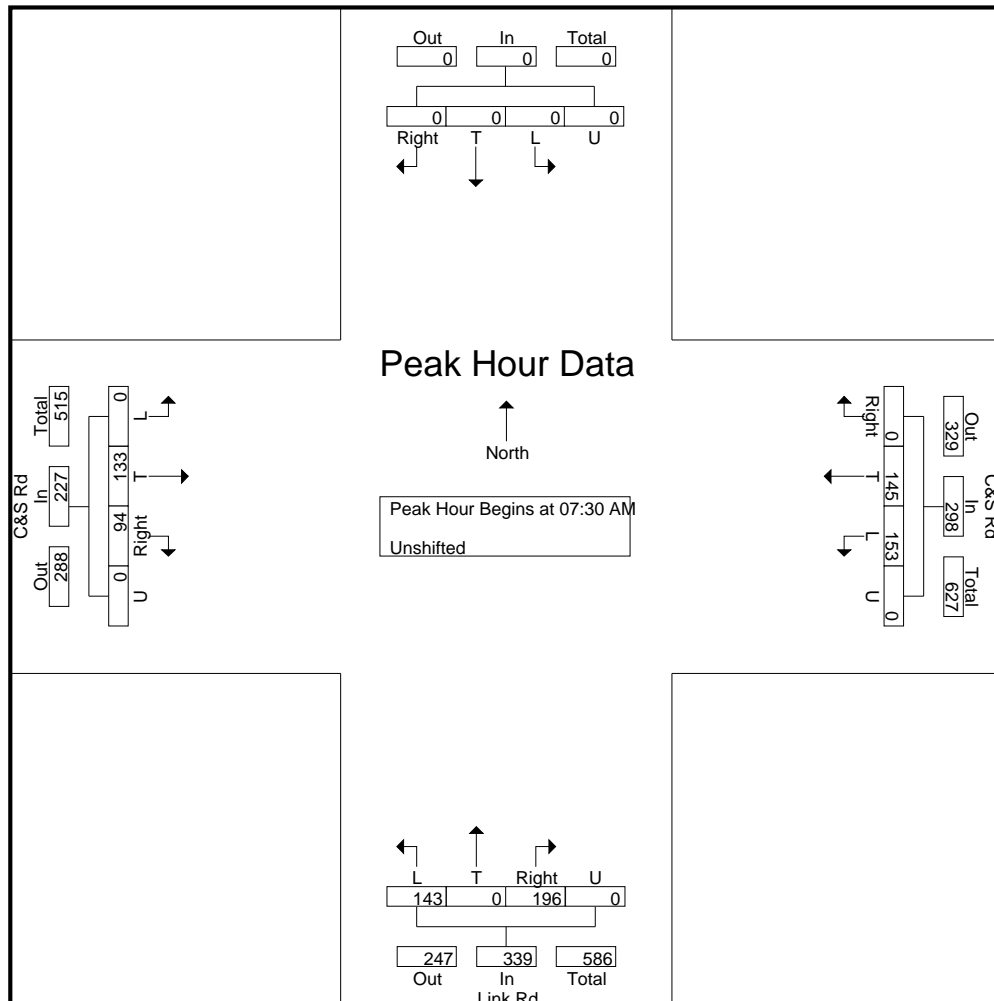 Out In Total
0 0 0
0 0 0 0
Right T L U
Peak Hour Data
North
Peak Hour Begins at 07:30 AM
Unshifted
C&S Rd
Total In Out
515 227 288
0 133 94 0
L T Right U
Right T L U
0 145 153 0
Out In Total
329 298 627
C&S Rd
L T Right U
143 0 196 0
247 339 586
Out In Total
Link Rd